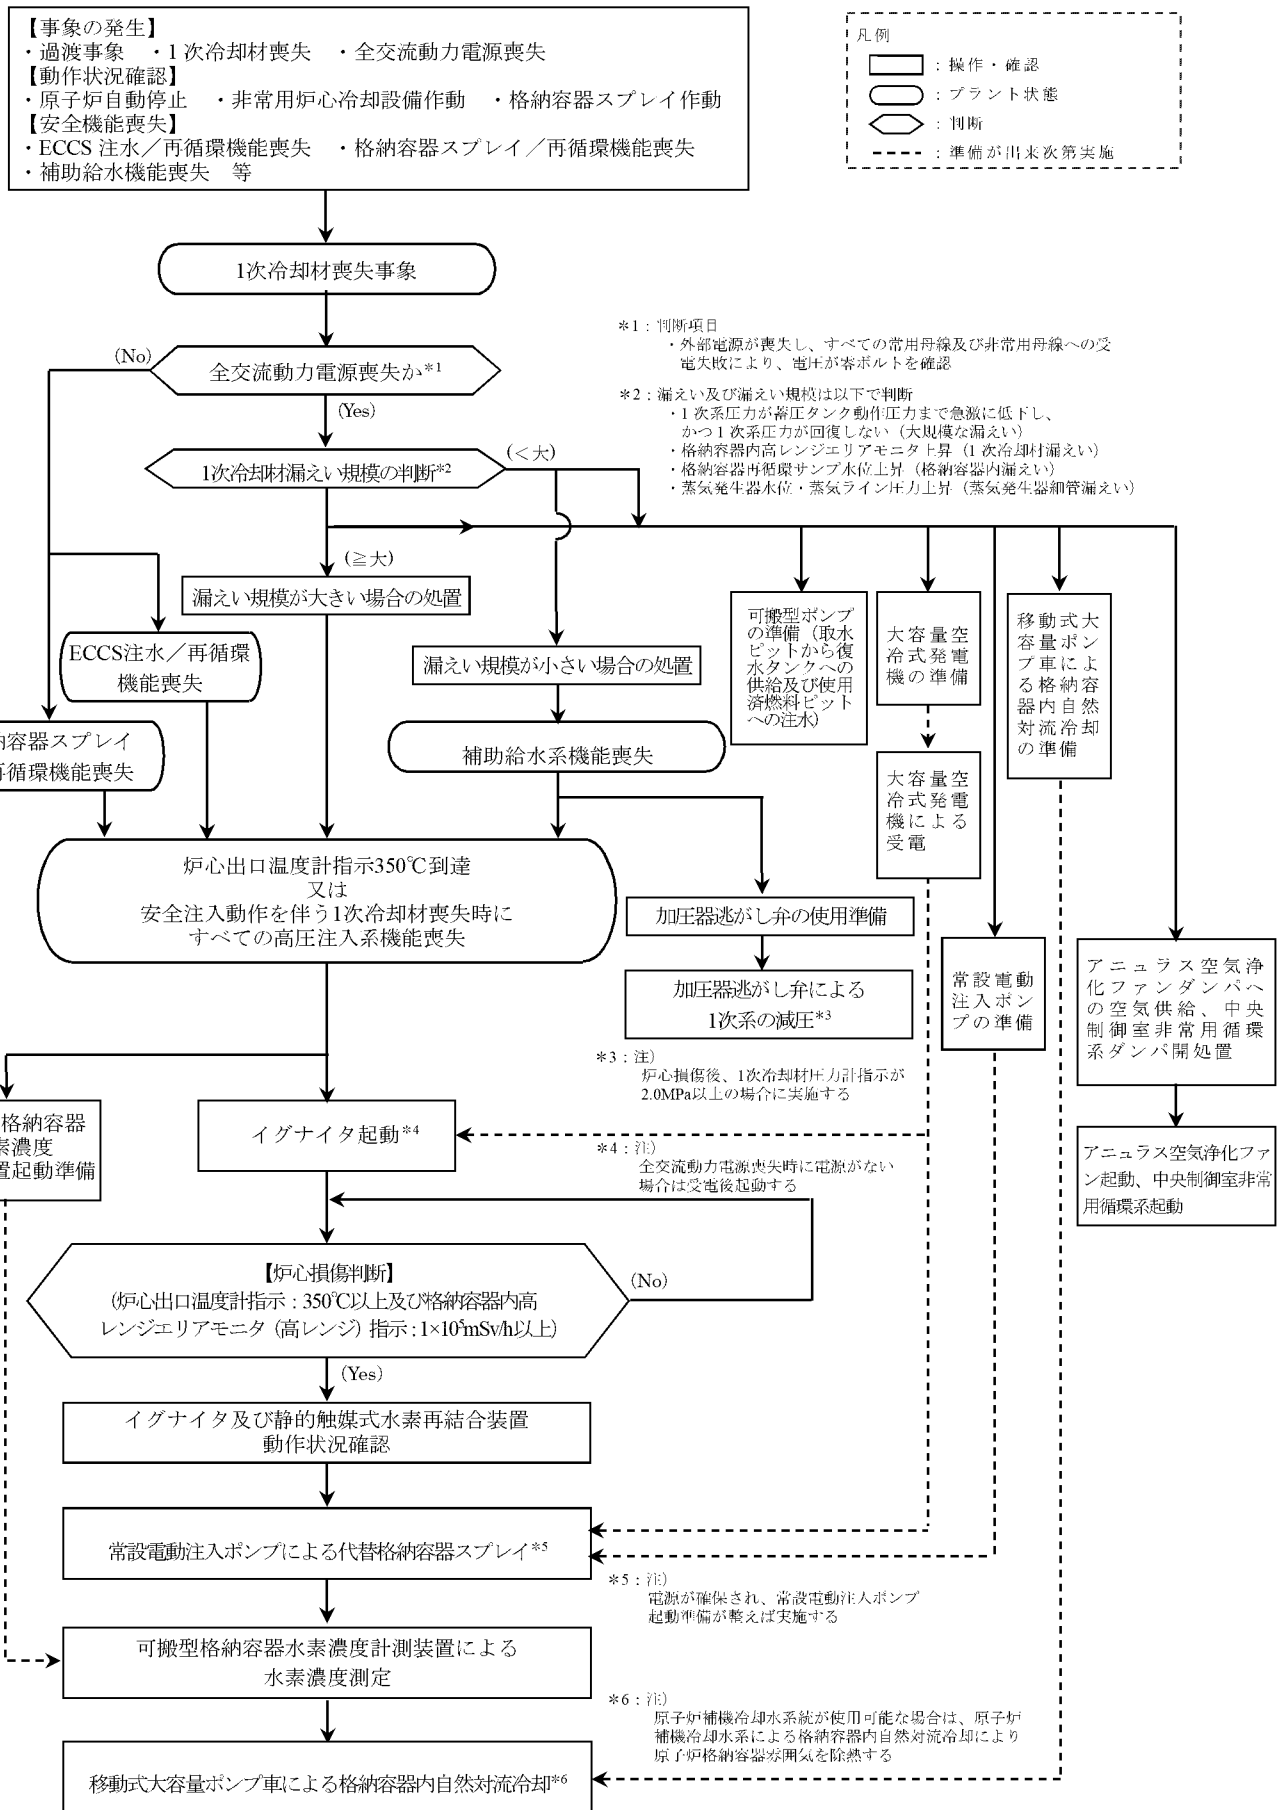 【事象の発生】
・過渡事象　・1 次冷却材喪失　・全交流動力電源喪失
【動作状況確認】
・原子炉自動停止　・非常用炉心冷却設備作動　・格納容器スプレイ作動
【安全機能喪失】
・ECCS 注水／再循環機能喪失　・格納容器スプレイ／再循環機能喪失
・補助給水機能喪失　等
凡例
：操作・確認
：プラント状態
：判断
：準備が出来次第実施
1次冷却材喪失事象
(No)
全交流動力電源喪失か*1
(Yes)
*1：判断項目
・外部電源が喪失し、すべての常用母線及び非常用母線への受
電失敗により、電圧が零ボルトを確認
*2：漏えい及び漏えい規模は以下で判断
・1 次系圧力が蓄圧タンク動作圧力まで急激に低下し、
かつ 1 次系圧力が回復しない（大規模な漏えい）
・格納容器内高レンジエリアモニタ上昇（1 次冷却材漏えい）
・格納容器再循環サンプ水位上昇（格納容器内漏えい）
・蒸気発生器水位・蒸気ライン圧力上昇（蒸気発生器細管漏えい）
1次冷却材漏えい規模の判断*2
(＜大)
(≧大)
漏えい規模が大きい場合の処置
ECCS注水／再循環
機能喪失
漏えい規模が小さい場合の処置
納容器スプレイ
再循環機能喪失
補助給水系機能喪失
可搬型ポンプ
の準備（取水
ピットから復
水タンクへの
供給及び使用
済燃料ピット
への注水）
大容量空
冷式発電
機の準備
移動式大
容量ポン
プ車によ
る格納容
器内自然
対流冷却
の準備
大容量空
冷式発電
機による
受電
炉心出口温度計指示350℃到達
又は
安全注入動作を伴う1次冷却材喪失時に
すべての高圧注入系機能喪失
加圧器逃がし弁の使用準備
加圧器逃がし弁による
1次系の減圧*3
常設電動
注入ポン
プの準備
アニュラス空気浄
化ファンダンパへ
の空気供給、中央
制御室非常用循環
系ダンパ開処置
*3：注）
炉心損傷後、1次冷却材圧力計指示が
2.0MPa以上の場合に実施する
格納容器
素濃度
置起動準備
イグナイタ起動*4
*4：注）
全交流動力電源喪失時に電源がない
場合は受電後起動する
アニュラス空気浄化ファ
ン起動、中央制御室非常
用循環系起動
【炉心損傷判断】
(炉心出口温度計指示：350℃以上及び格納容器内高
レンジエリアモニタ（高レンジ）指示：1×10⁵mSv/h以上)
(No)
(Yes)
イグナイタ及び静的触媒式水素再結合装置
動作状況確認
常設電動注入ポンプによる代替格納容器スプレイ*5
*5：注）
電源が確保され、常設電動注入ポンプ
起動準備が整えば実施する
可搬型格納容器水素濃度計測装置による
水素濃度測定
*6：注）
原子炉補機冷却水系統が使用可能な場合は、原子炉
補機冷却水系による格納容器内自然対流冷却により
原子炉格納容器雰囲気を除熱する
移動式大容量ポンプ車による格納容器内自然対流冷却*6